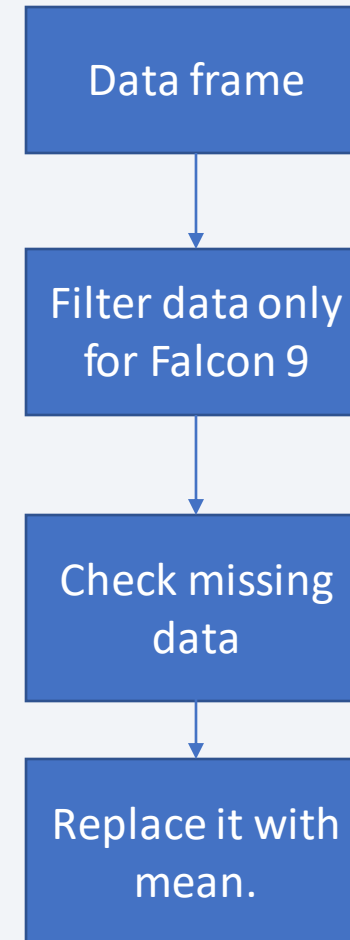 Data frame
Filter data only
for Falcon 9
Check missing
data
Replace it with
mean.